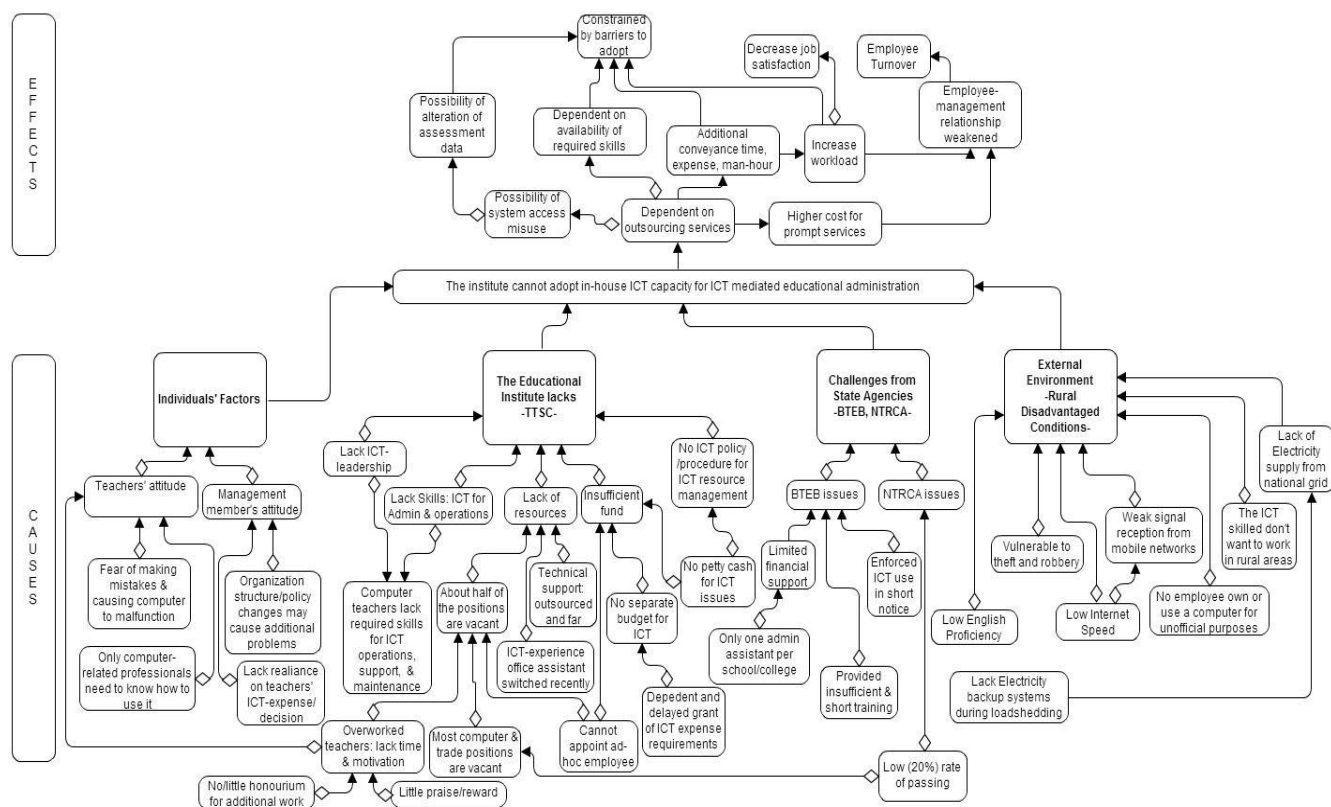 EFFECTS
Constrained
by barriers to
adopt
Decrease job
satisfaction
Employee
Turnover
Possibility of
alteration of
assessment
data
Dependent on
availability of
required skills
Additional
conveyance time,
expense, man-hour
Increase
workload
Employee-
management
relationship
weakened
Possibility of
system access
misuse
Dependent on
outsourcing services
Higher cost for
prompt services
The institute cannot adopt in-house ICT capacity for ICT mediated educational administration
CAUSES
Individuals' Factors
The Educational
Institute lacks
-TTSC-
Challenges from
State Agencies
-BTEB, NTRCA-
External
Environment
-Rural
Disadvantaged
Conditions-
Teachers' attitude
Management
member's attitude
Fear of making
mistakes &
causing computer
to malfunction
Organization
structure/policy
changes may
cause additional
problems
Only computer-
related professionals
need to know how to
use it
Lack realiance
on teachers'
ICT-expense/
decision
Overworked
teachers: lack time
& motivation
No/little honourium
for additional work
Little praise/reward
Lack ICT-
leadership
Lack Skills: ICT for
Admin & operations
Lack of
resources
Insufficient
fund
No ICT policy
/procedure for
ICT resource
management
Computer
teachers lack
required skills
for ICT
operations,
support, &
maintenance
About half of
the positions
are vacant
Technical
support:
outsourced
and far
No separate
budget for
ICT
No petty cash
for ICT
issues
ICT-experience
office assistant
switched recently
Most computer &
trade positions
are vacant
Cannot
appoint ad-
hoc employee
Depedent and
delayed grant
of ICT expense
requirements
BTEB issues
NTRCA issues
Limited
financial
support
Enforced
ICT use in
short notice
Only one admin
assistant per
school/college
Provided
insufficient &
short training
Low (20%) rate
of passing
Lack of
Electricity
supply from
national grid
The ICT
skilled don't
want to work
in rural areas
Weak signal
reception from
mobile networks
Vulnerable to
theft and robbery
No employee own or
use a computer for
unofficial purposes
Low English
Proficiency
Low Internet
Speed
Lack Electricity
backup systems
during loadshedding